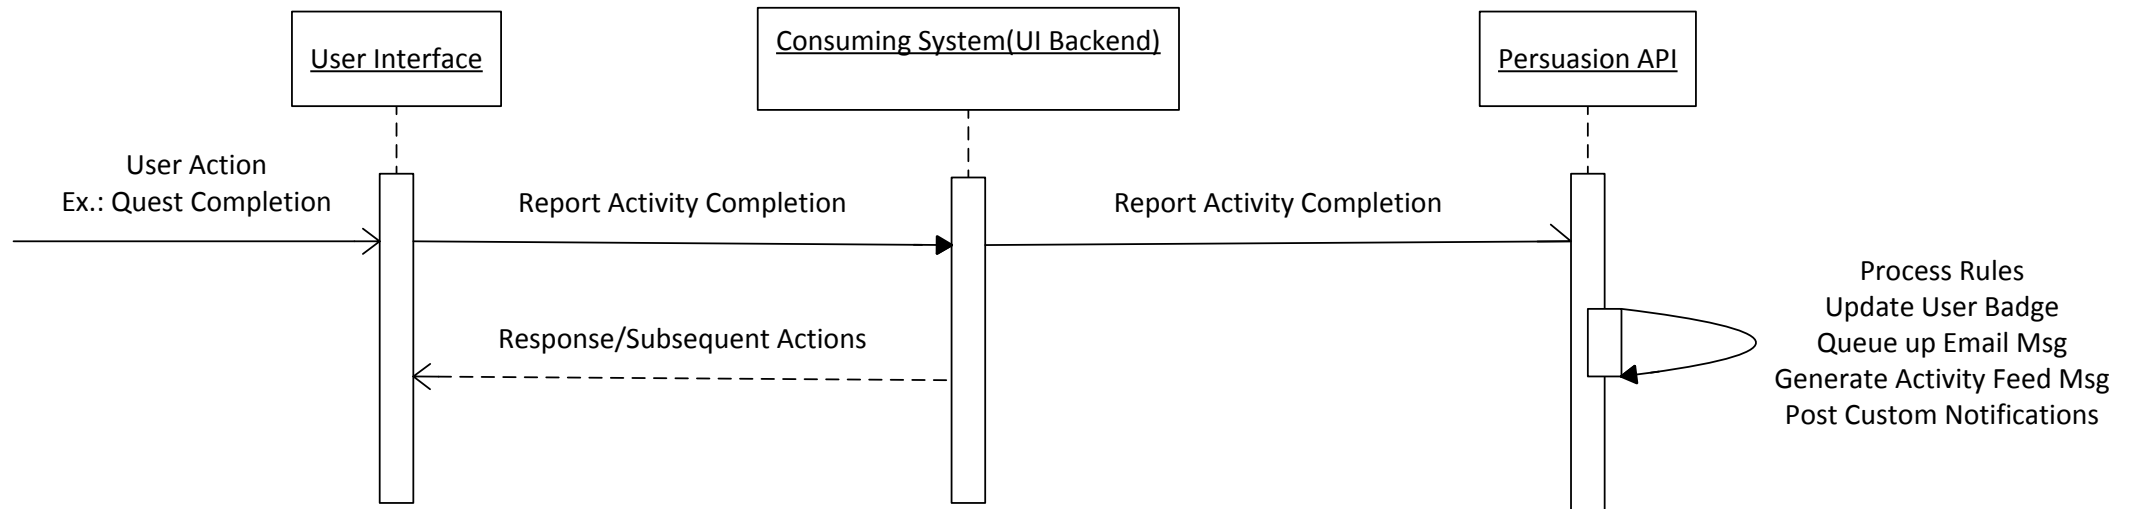 User Interface
Consuming System(UI Backend)
Persuasion API
User Action
Ex.: Quest Completion
Report Activity Completion
Report Activity Completion
Process Rules
Update User Badge
Queue up Email Msg
Generate Activity Feed Msg
Post Custom Notifications
Response/Subsequent Actions